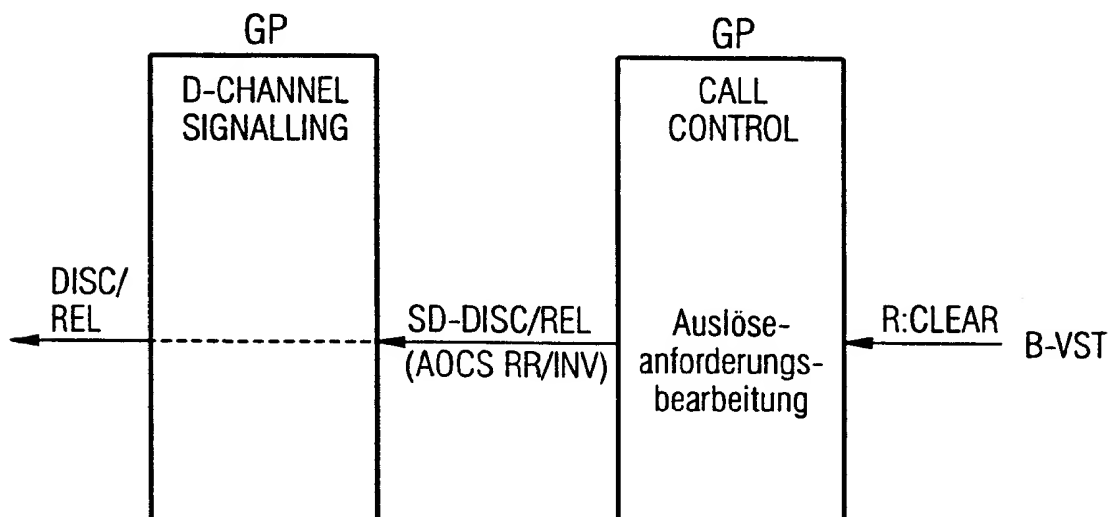 GP
D-CHANNEL
SIGNALLING
GP
CALL
CONTROL
DISC/
REL
SD-DISC/REL
(AOCS RR/INV)
Auslöse-
anforderungs-
bearbeitung
R:CLEAR
B-VST